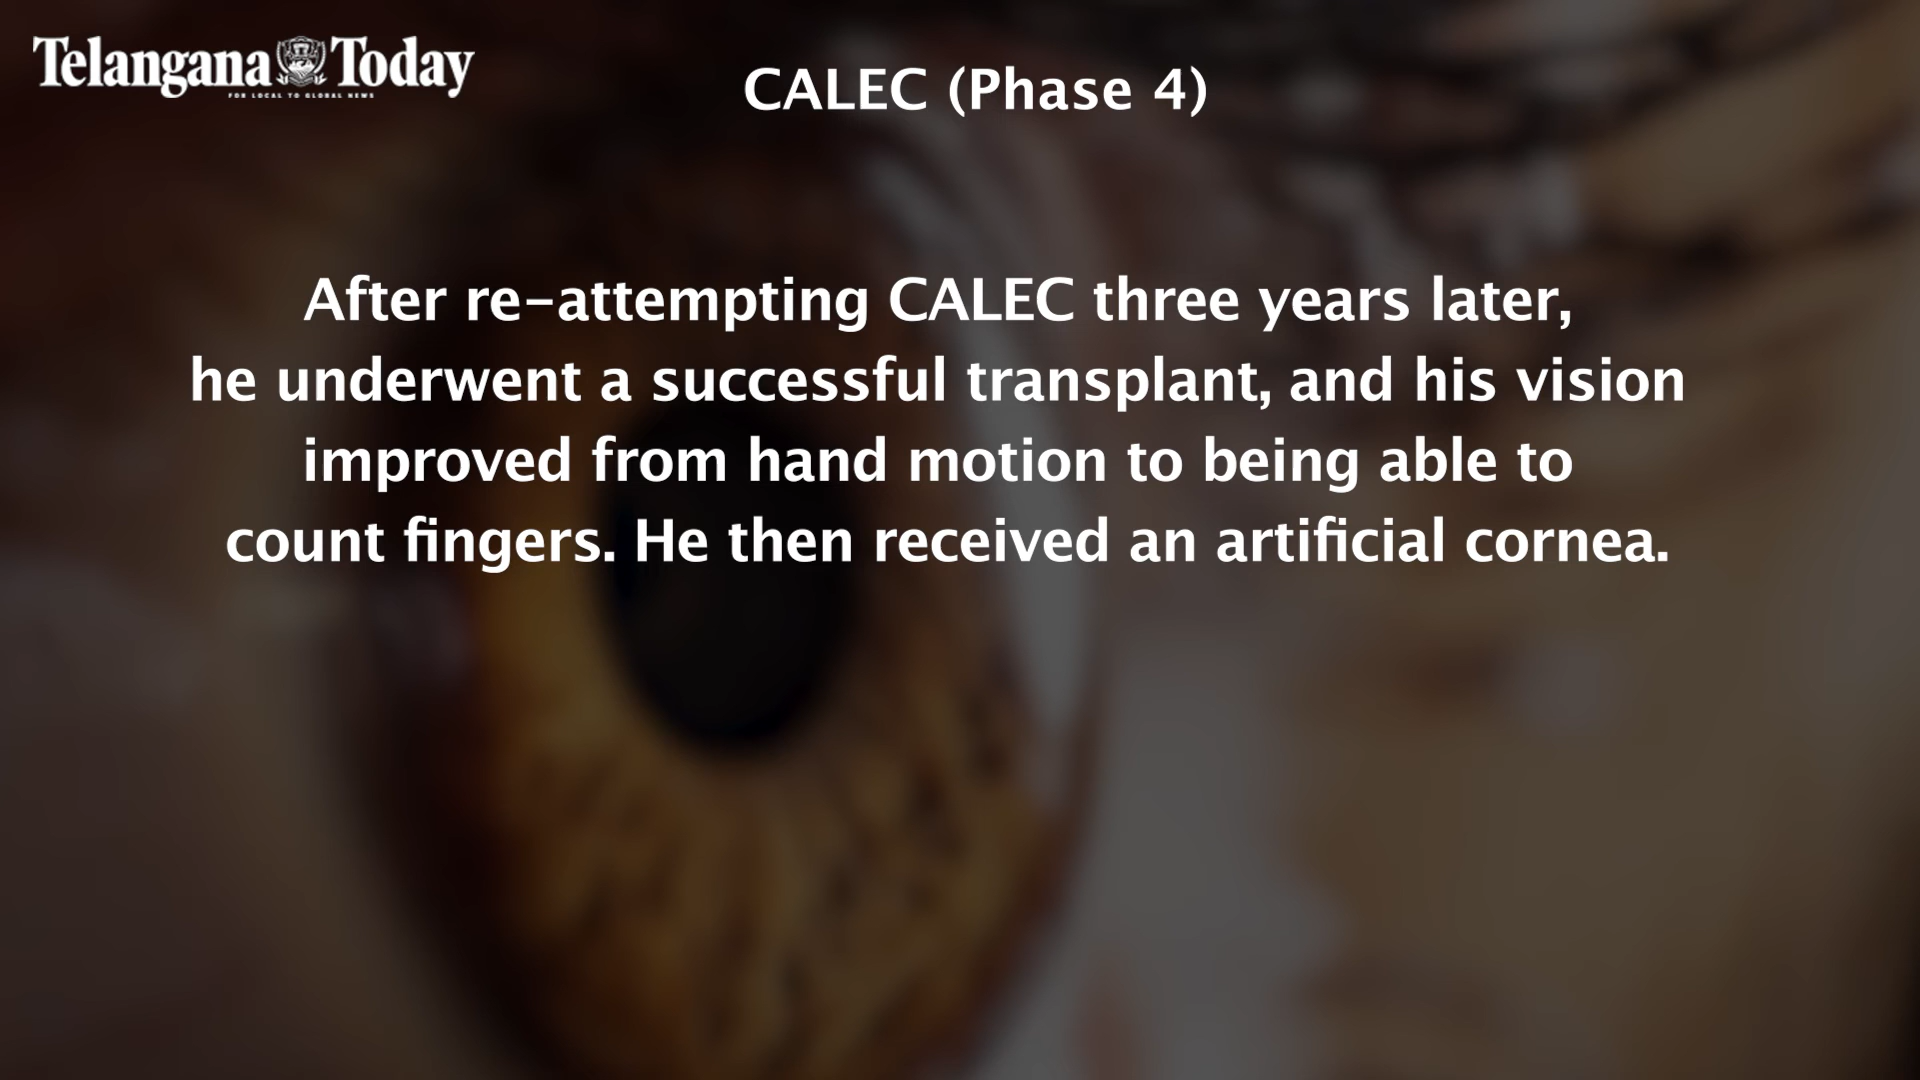 Telangana Today
FOR LOCAL TO GLOBAL NEWS
CALEC (Phase 4)
After re-attempting CALEC three years later,
he underwent a successful transplant, and his vision
improved from hand motion to being able to
count fingers. He then received an artificial cornea.